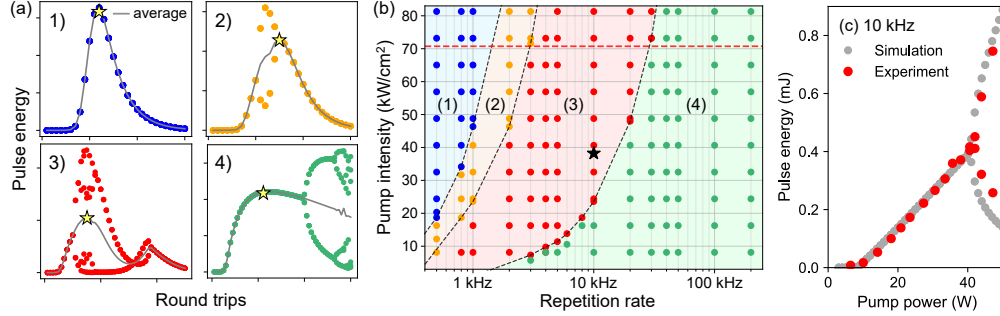 (a)
1)
average
2)
3)
4)
Pulse energy
Round trips
(b)
Pump intensity (kW/cm2)
80
70
60
50
40
30
20
10
(1)
(2)
(3)
(4)
1 kHz
10 kHz
100 kHz
Repetition rate
(c) 10 kHz
Simulation
Experiment
Pulse energy (mJ)
0.8
0.6
0.4
0.2
0.0
0
20
40
Pump power (W)